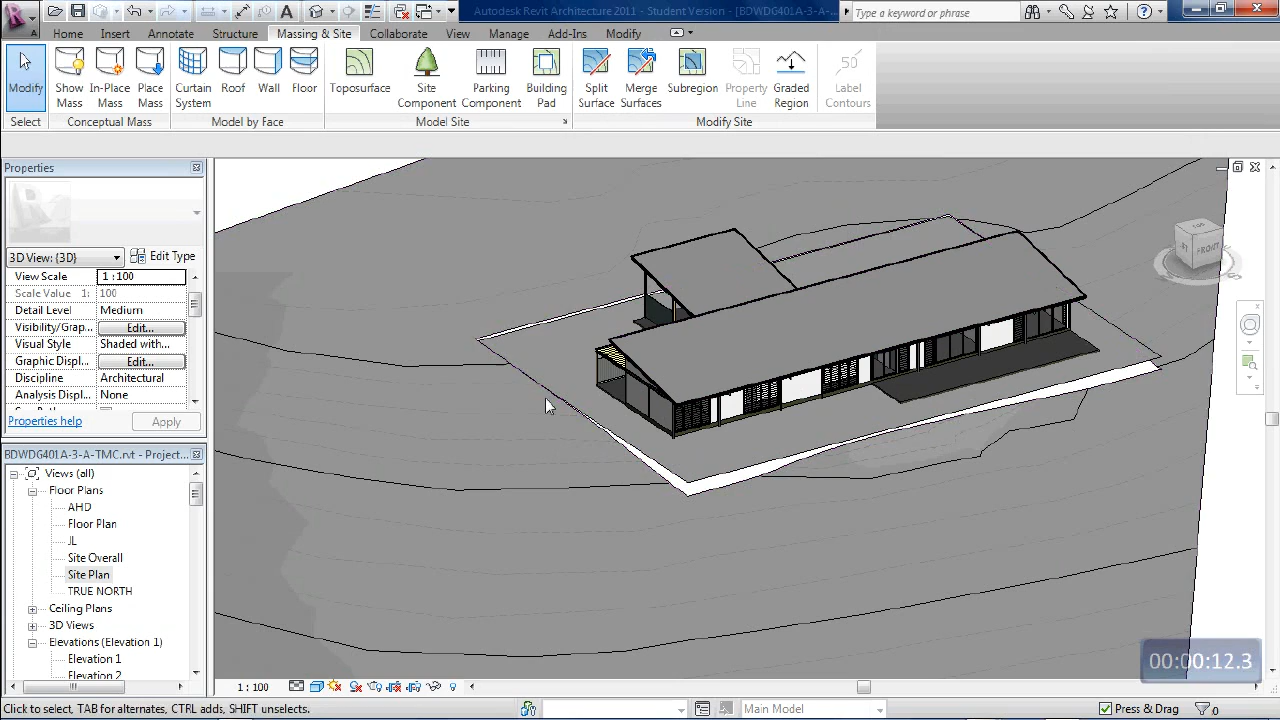 Autodesk Revit Architecture 2011 - Student Version - [BDWDG401A-3-A-...
Type a keyword or phrase
Home Insert Annotate Structure Massing & Site Collaborate View Manage Add-Ins Modify
Modify
Show Mass
In-Place Mass
Place Mass
Curtain System
Roof
Wall
Floor
Toposurface
Site Component
Parking Component
Building Pad
Split Surface
Merge Surfaces
Subregion
Property Line
Graded Region
50
Label Contours
Select Conceptual Mass Model by Face Model Site Modify Site
Properties
3D View: {3D} Edit Type
View Scale 1 : 100
Scale Value 1: 100
Detail Level Medium
Visibility/Grap... Edit...
Visual Style Shaded with...
Graphic Displ... Edit...
Discipline Architectural
Analysis Displ... None
Properties help Apply
BDWDG401A-3-A-TMC.rvt - Project...
Views (all)
Floor Plans
AHD
Floor Plan
JL
Site Overall
Site Plan
TRUE NORTH
Ceiling Plans
3D Views
Elevations (Elevation 1)
Elevation 1
Elevation 2
FRONT
00:00:12.3
1 : 100
Click to select, TAB for alternates, CTRL adds, SHIFT unselects.
Main Model
Press & Drag
:0